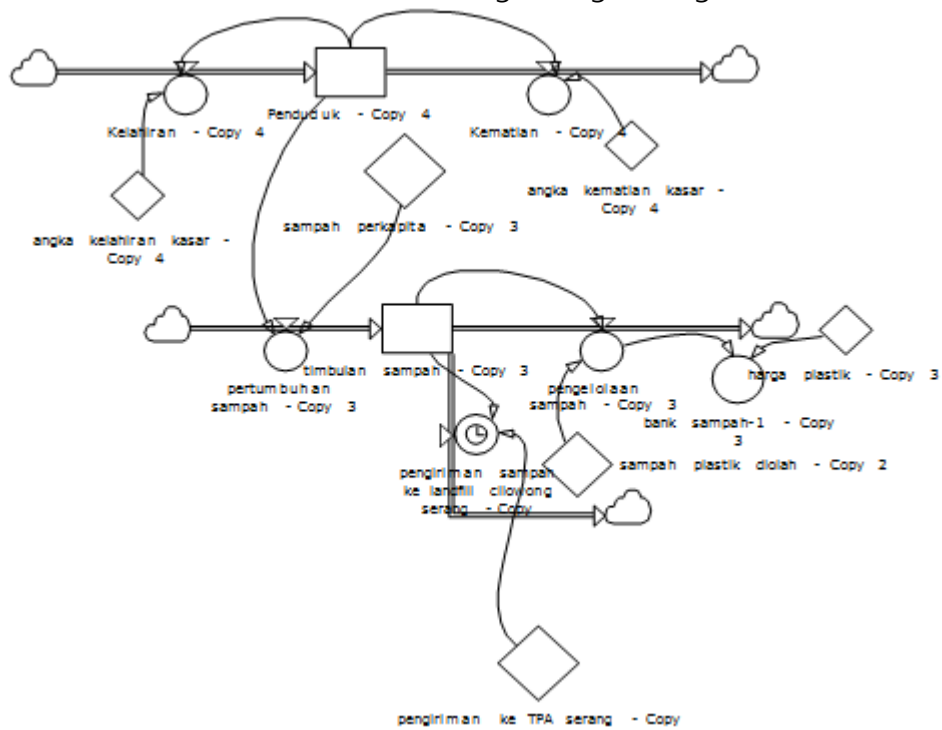 Kelahiran - Copy 4
Penduduk - Copy 4
Kematian - Copy 4
angka kematian kasar -
Copy 4
sampah perkapita - Copy 3
angka kelahiran kasar -
Copy 4
timbulan sampah - Copy 3
pertumbuhan
sampah - Copy 3
pengelolaan
sampah - Copy 3
harga plastik - Copy 3
bank sampah-1 - Copy
3
sampah plastik diolah - Copy 2
pengiriman sampah
ke landfill cilowong
serang - Copy
pengiriman ke TPA serang - Copy